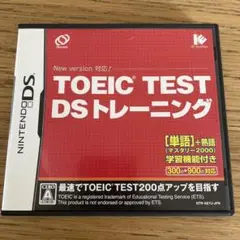 New version 対応!
TOEIC® TEST
DSトレーニング
NINTENDO DS
【単語】+熟語
[マスタリー2000]
学習機能付き
300点→900点対応
CERO
A
最速でTOEIC TEST200点アップを目指す
TOEIC is a registered trademark of Educational Testing Service (ETS).
This product is not endorsed or approved by ETS.